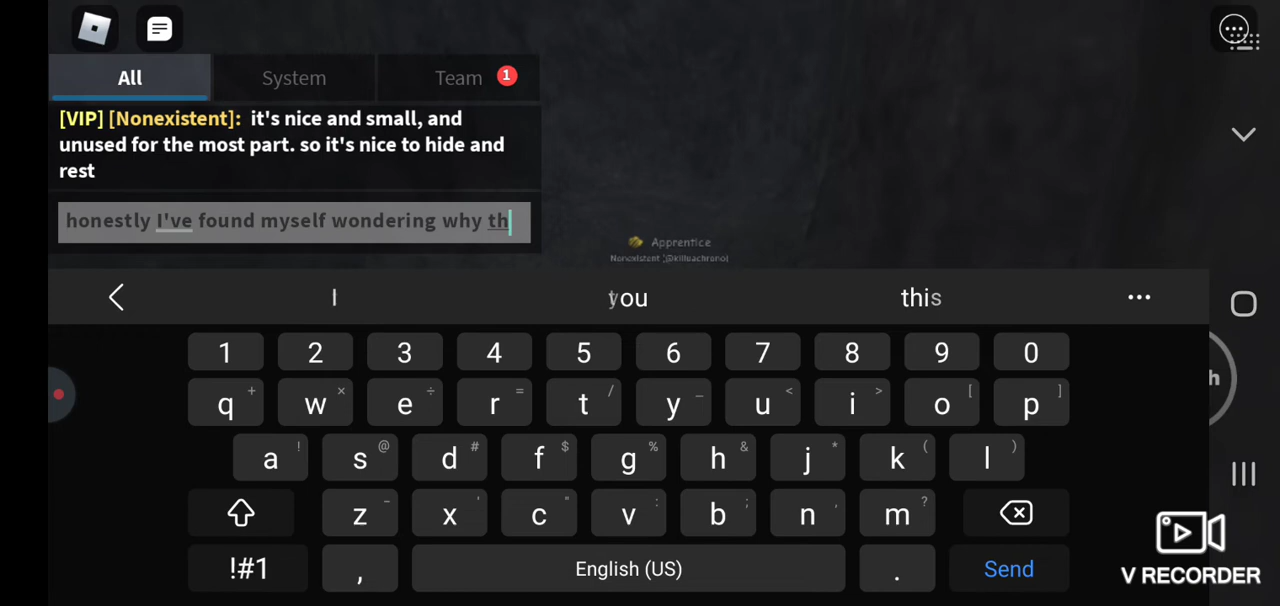 All
System
Team 1
[VIP] [Nonexistent]: it's nice and small, and
unused for the most part. so it's nice to hide and
rest
honestly I've found myself wondering why th
Apprentice
Nonexistent (@killuachrono)
I
you
this
1 2 3 4 5 6 7 8 9 0
q + w × e ÷ r = t / y _ u < i > o [ p ]
h
a ! s @ d # f $ g % h & j * k ( l )
z - x ' c " v : b ; n , m ?
!#1 , English (US) . Send
V RECORDER